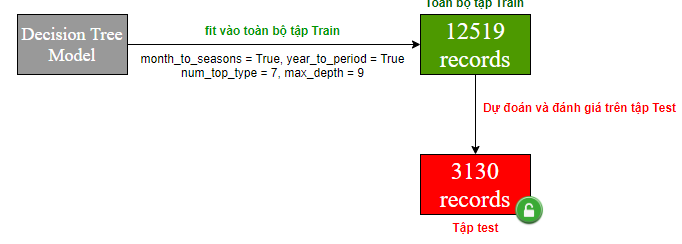 Toàn bộ tập Train
Decision Tree
Model
fit vào toàn bộ tập Train
12519
records
month_to_seasons = True, year_to_period = True
num_top_type = 7, max_depth = 9
Dự đoán và đánh giá trên tập Test
3130
records
Tập test